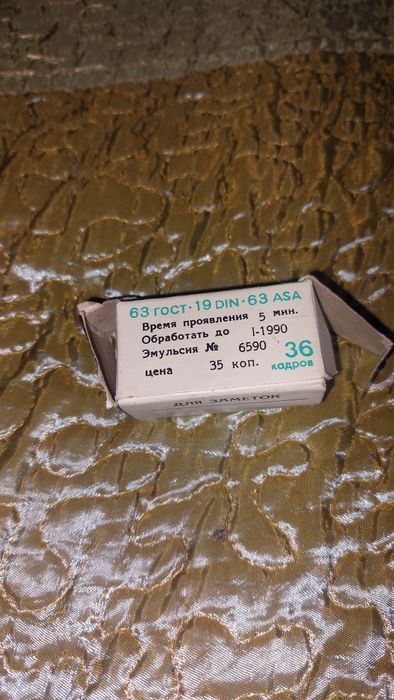 63 ГОСТ·19 DIN·63 ASA
Время проявления 5 мин.
Обработать до I-1990
Эмульсия № 6590
цена 35 коп.
36
кадров
ДЛЯ ЗАМЕТОК